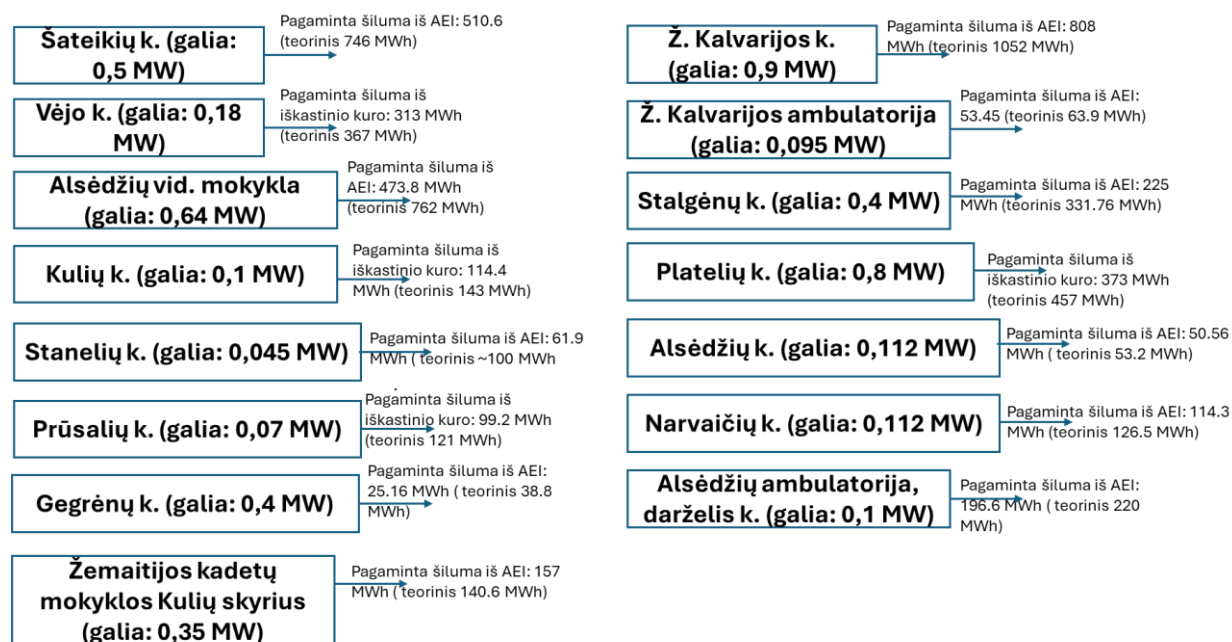 Šateikių k. (galia:
0,5 MW)
Pagaminta šiluma iš AEI: 510.6
(teorinis 746 MWh)
Vėjo k. (galia: 0,18
MW)
Pagaminta šiluma iš
iškastinio kuro: 313 MWh
(teorinis 367 MWh)
Alsėdžių vid. mokykla
(galia: 0,64 MW)
Pagaminta šiluma iš
AEI: 473.8 MWh
(teorinis 762 MWh)
Kulių k. (galia: 0,1 MW)
Pagaminta šiluma iš
iškastinio kuro: 114.4
MWh (teorinis 143 MWh)
Stanelių k. (galia: 0,045 MW)
Pagaminta šiluma iš AEI: 61.9
MWh ( teorinis ~100 MWh
.
Prūsalių k. (galia: 0,07 MW)
Pagaminta šiluma iš
iškastinio kuro: 99.2 MWh
(teorinis 121 MWh)
Gegrėnų k. (galia: 0,4 MW)
Pagaminta šiluma iš AEI:
25.16 MWh ( teorinis 38.8
MWh)
Žemaitijos kadetų
mokyklos Kulių skyrius
(galia: 0,35 MW)
Pagaminta šiluma iš AEI: 157
MWh ( teorinis 140.6 MWh)
Ž. Kalvarijos k.
(galia: 0,9 MW)
Pagaminta šiluma iš AEI: 808
MWh (teorinis 1052 MWh)
Ž. Kalvarijos ambulatorija
(galia: 0,095 MW)
Pagaminta šiluma iš AEI:
53.45 (teorinis 63.9 MWh)
Stalgėnų k. (galia: 0,4 MW)
Pagaminta šiluma iš AEI: 225
MWh (teorinis 331.76 MWh)
Platelių k. (galia: 0,8 MW)
Pagaminta šiluma iš
iškastinio kuro: 373 MWh
(teorinis 457 MWh)
Alsėdžių k. (galia: 0,112 MW)
Pagaminta šiluma iš AEI: 50.56
MWh ( teorinis 53.2 MWh)
Narvaičių k. (galia: 0,112 MW)
Pagaminta šiluma iš AEI: 114.3
MWh (teorinis 126.5 MWh)
Alsėdžių ambulatorija,
darželis k. (galia: 0,1 MW)
Pagaminta šiluma iš AEI:
196.6 MWh ( teorinis 220
MWh)